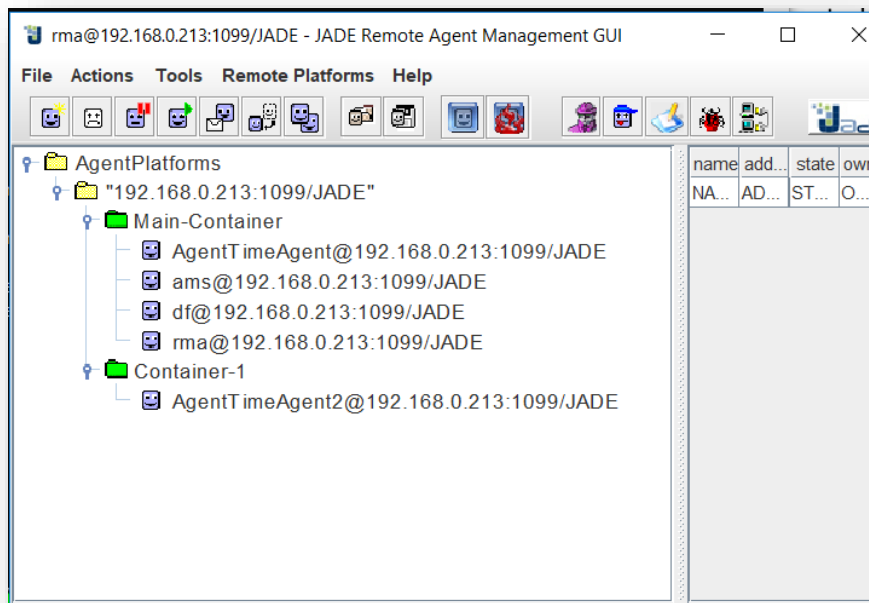 rma@192.168.0.213:1099/JADE - JADE Remote Agent Management GUI
File Actions Tools Remote Platforms Help
AgentPlatforms
"192.168.0.213:1099/JADE"
Main-Container
AgentTimeAgent@192.168.0.213:1099/JADE
ams@192.168.0.213:1099/JADE
df@192.168.0.213:1099/JADE
rma@192.168.0.213:1099/JADE
Container-1
AgentTimeAgent2@192.168.0.213:1099/JADE
name add... state own
NA... AD... ST... O...